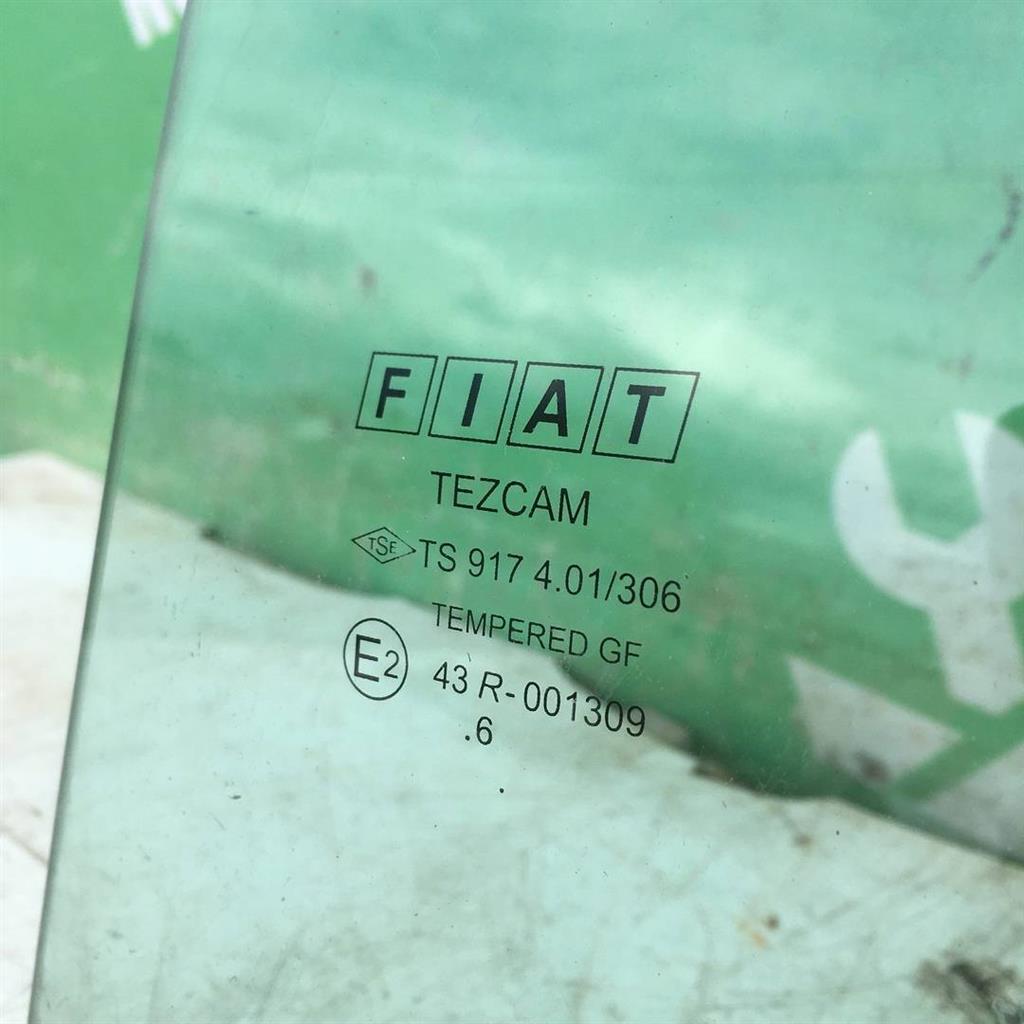 FIAT
TEZCAM
TSE TS 917 4.01/306
TEMPERED GF
E2 43 R-001309
.6